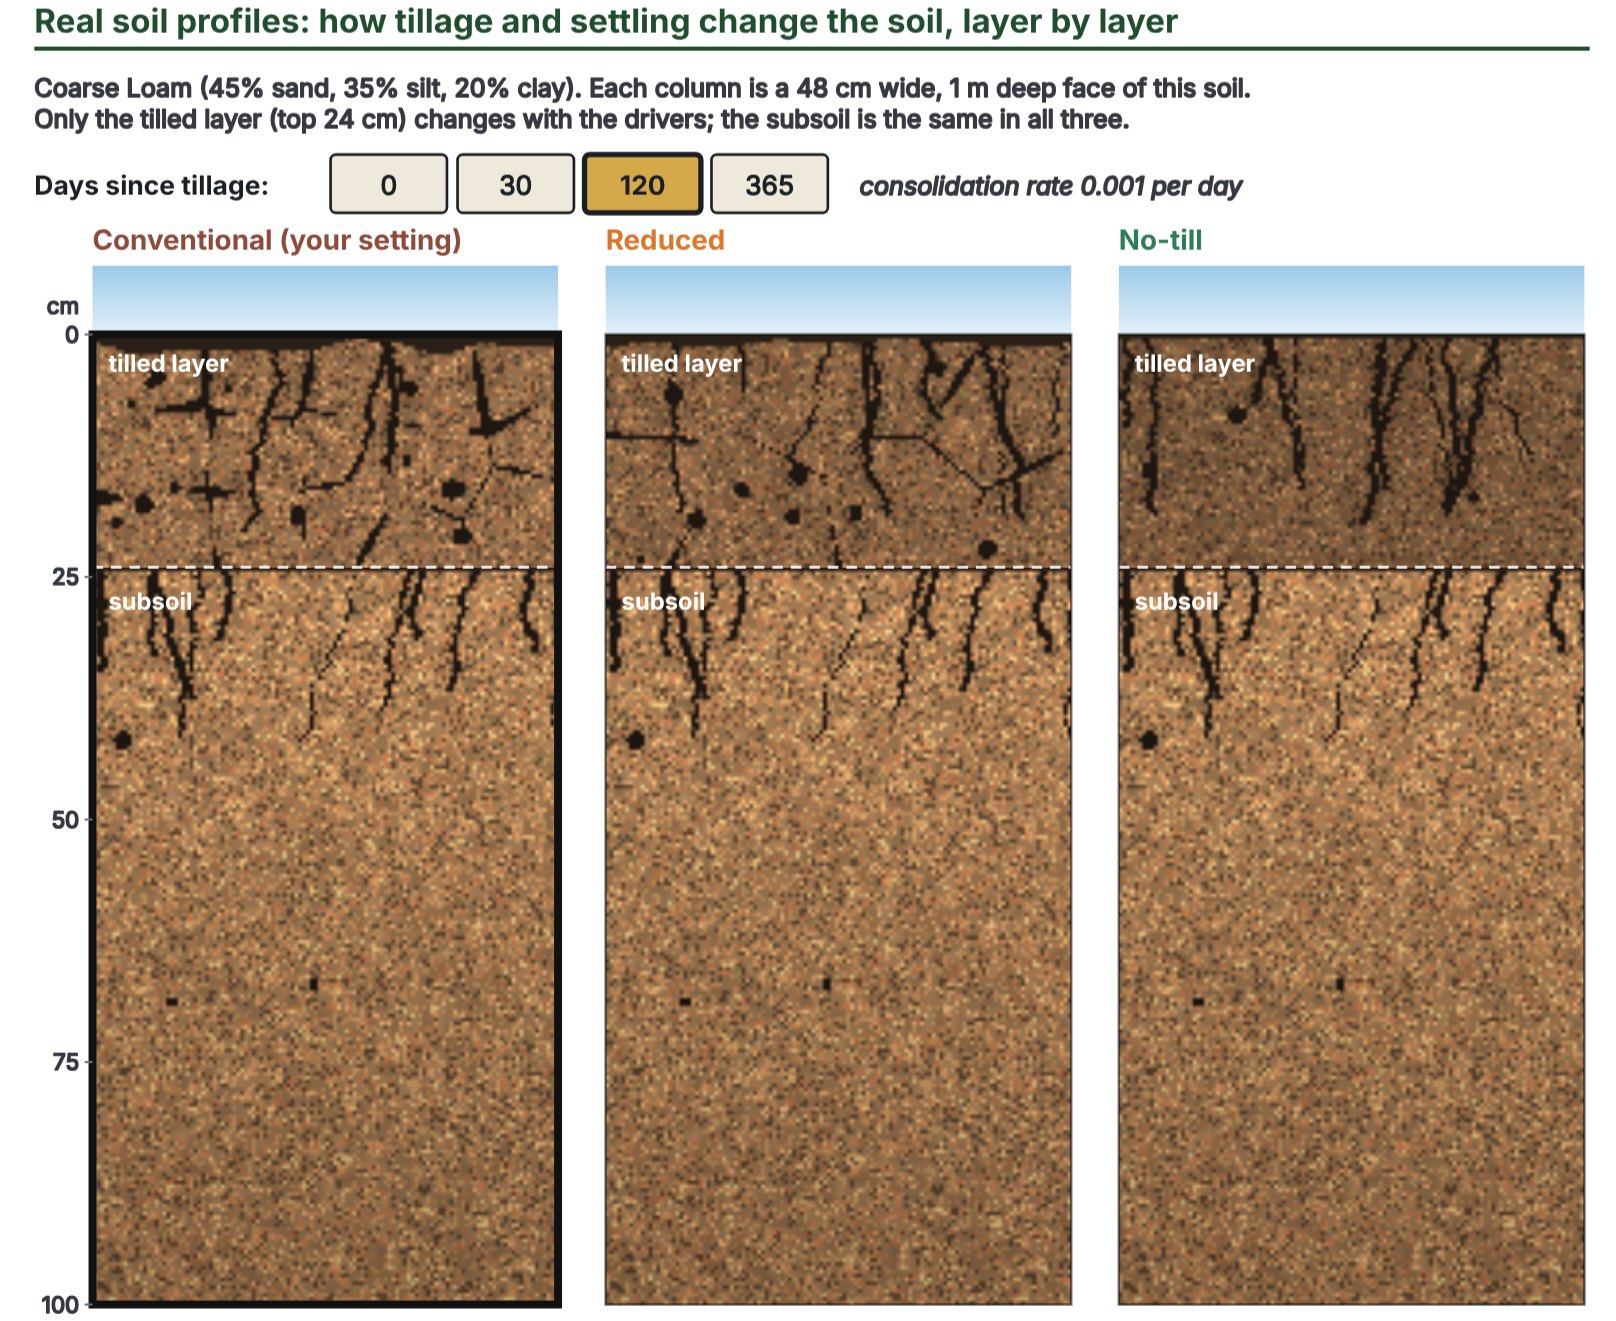 Real soil profiles: how tillage and settling change the soil, layer by layer
Coarse Loam (45% sand, 35% silt, 20% clay). Each column is a 48 cm wide, 1 m deep face of this soil.
Only the tilled layer (top 24 cm) changes with the drivers; the subsoil is the same in all three.
Days since tillage: 0 30 120 365 consolidation rate 0.001 per day
Conventional (your setting) Reduced No-till
cm
0
tilled layer tilled layer tilled layer
25
subsoil subsoil subsoil
50
75
100